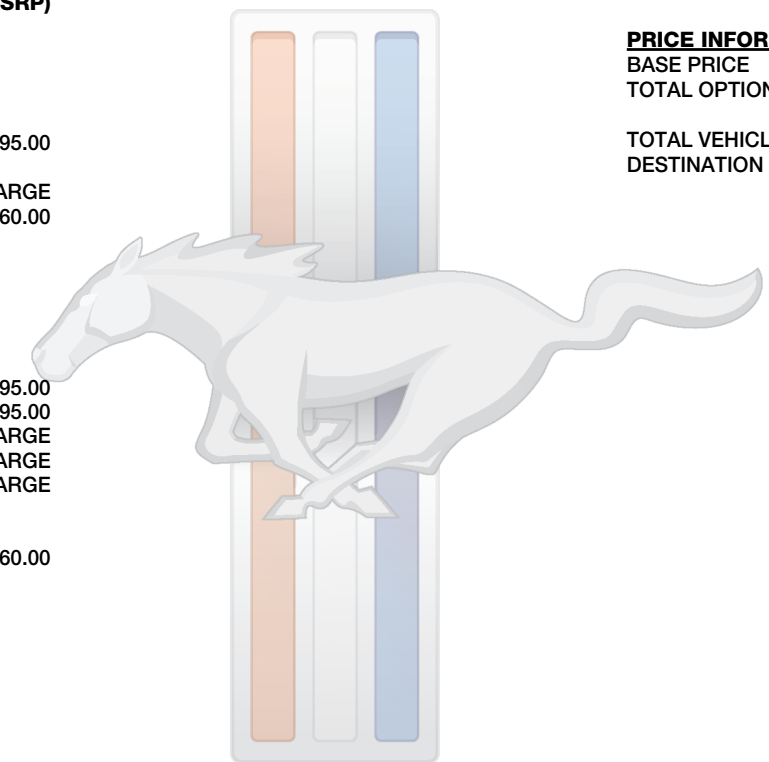 SRP)
95.00
ARGE
60.00
95.00
95.00
ARGE
ARGE
ARGE
60.00
PRICE INFOR
BASE PRICE
TOTAL OPTION
TOTAL VEHICL
DESTINATION